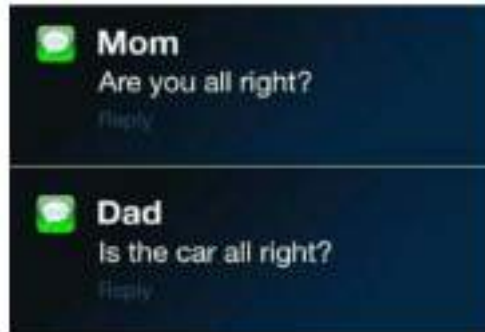 Mom
Are you all right?
Reply
Dad
Is the car all right?
Reply